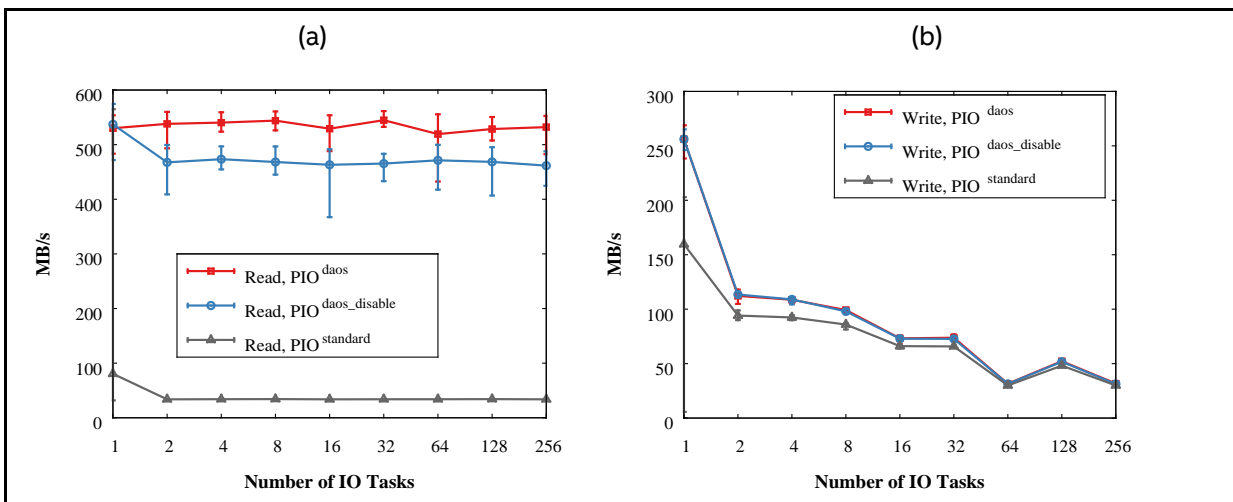 (a)
600
500
400
300
200
100
0
MB/s
Read, PIO daos
Read, PIO daos_disable
Read, PIO standard
1 2 4 8 16 32 64 128 256
Number of IO Tasks
(b)
300
250
200
150
100
50
0
MB/s
Write, PIO daos
Write, PIO daos_disable
Write, PIO standard
1 2 4 8 16 32 64 128 256
Number of IO Tasks